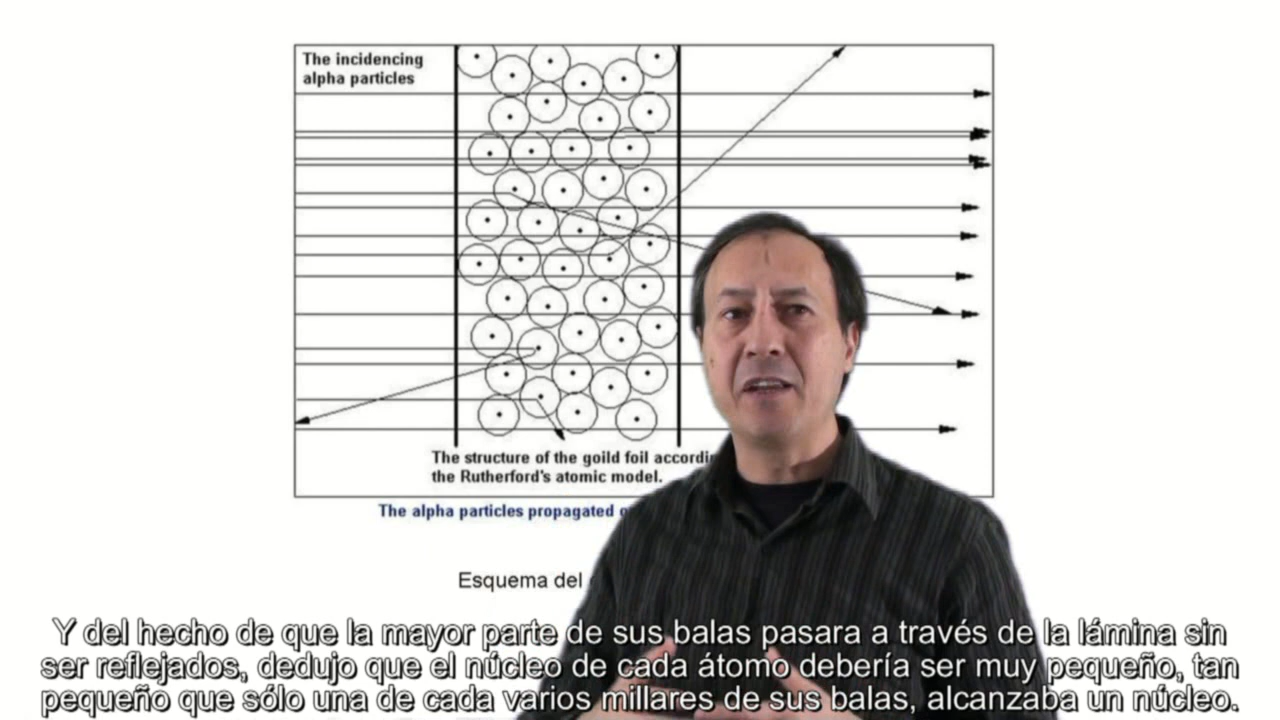 The incidencing
alpha particles
The structure of the goild foil accordin
the Rutherford's atomic model.
The alpha particles propagated
Esquema del
Y del hecho de que la mayor parte de sus balas pasara a través de la lámina sin
ser reflejados, dedujo que el núcleo de cada átomo debería ser muy pequeño, tan
pequeño que sólo una de cada varios millares de sus balas, alcanzaba un núcleo.